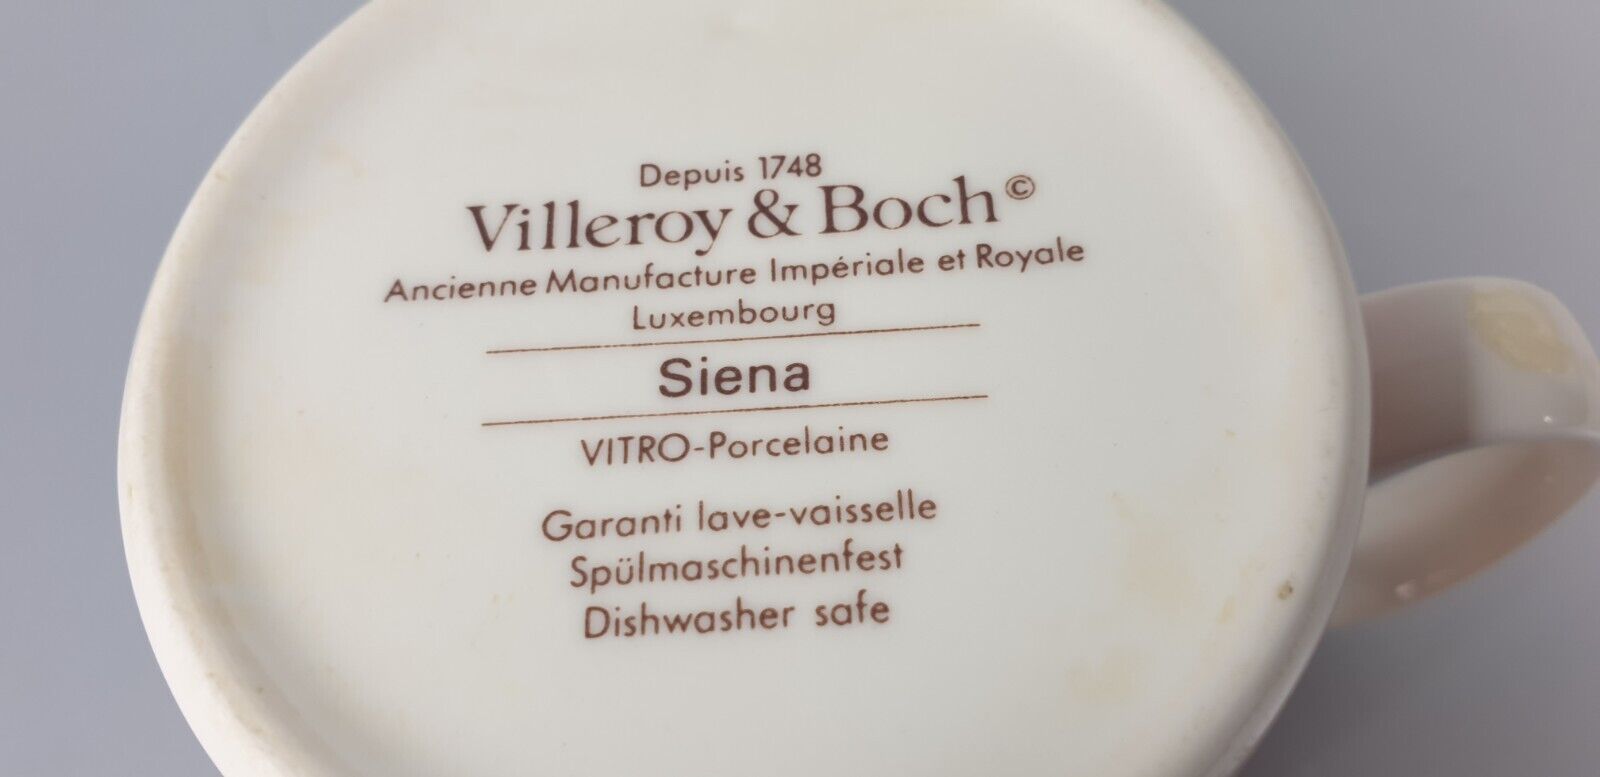 Depuis 1748
Villeroy & Boch©
Ancienne Manufacture Impériale et Royale
Luxembourg
Siena
VITRO-Porcelaine
Garanti lave-vaisselle
Spülmaschinenfest
Dishwasher safe